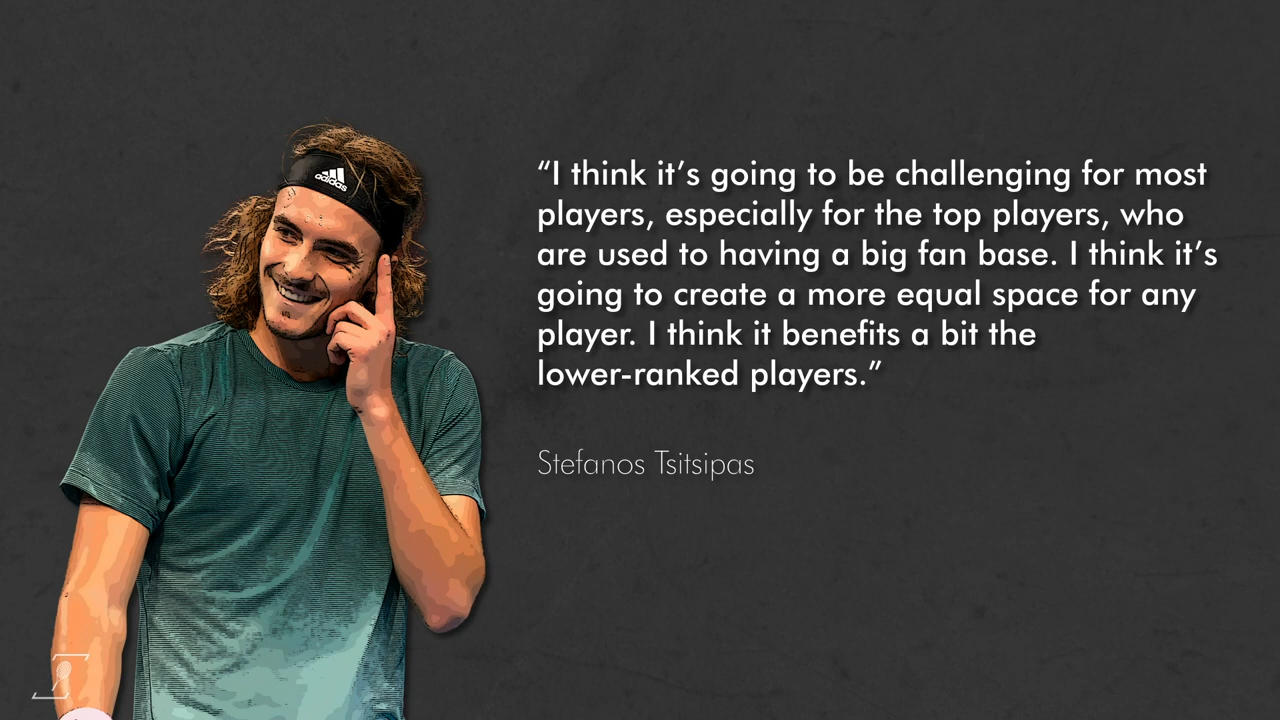 adidas
“I think it’s going to be challenging for most
players, especially for the top players, who
are used to having a big fan base. I think it’s
going to create a more equal space for any
player. I think it benefits a bit the
lower-ranked players.”
Stefanos Tsitsipas